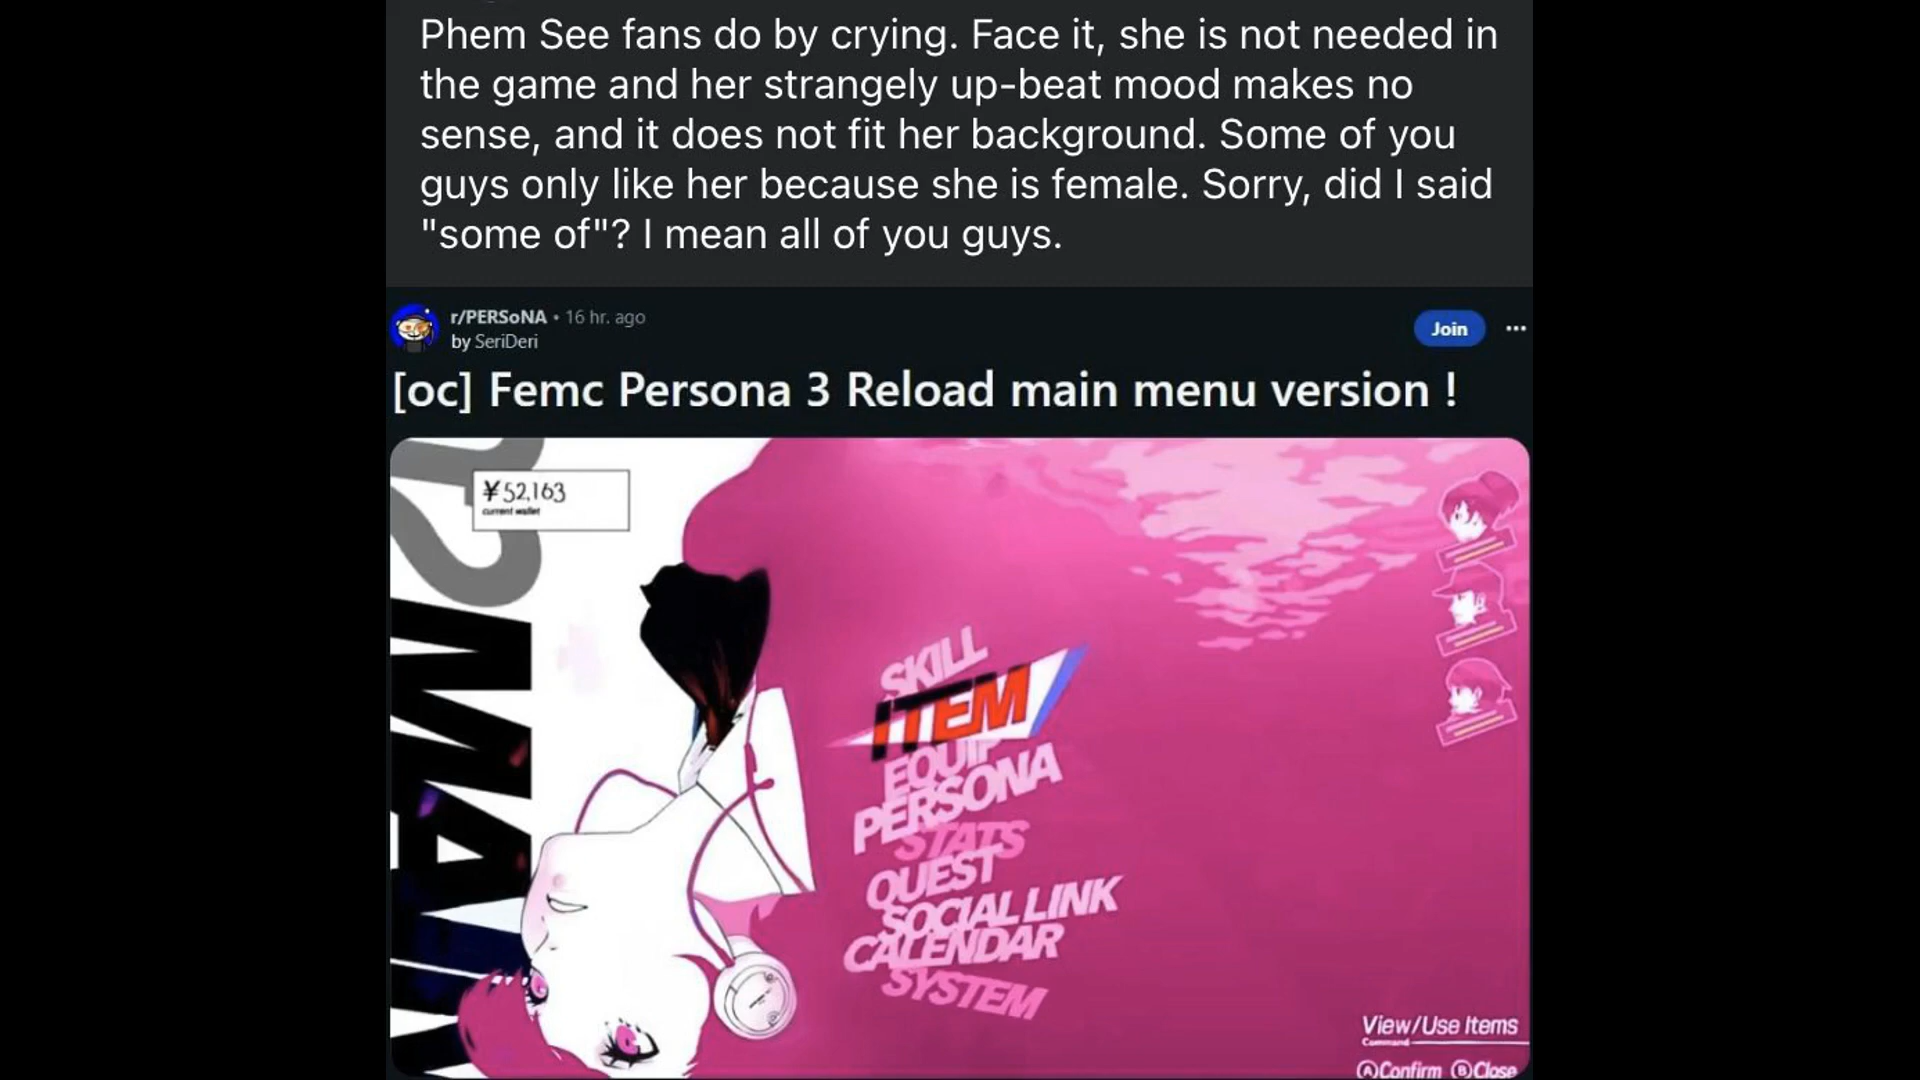 Phem See fans do by crying. Face it, she is not needed in
the game and her strangely up-beat mood makes no
sense, and it does not fit her background. Some of you
guys only like her because she is female. Sorry, did I said
"some of"? I mean all of you guys.
r/PERSoNA • 16 hr. ago
Join
by SeriDeri
[oc] Femc Persona 3 Reload main menu version !
¥52,163
current wallet
MAIN
SKILL
ITEM
EQUIP
PERSONA
STATS
QUEST
SOCIAL LINK
CALENDAR
SYSTEM
View/Use Items
Command
Ⓐ Confirm Ⓑ Close